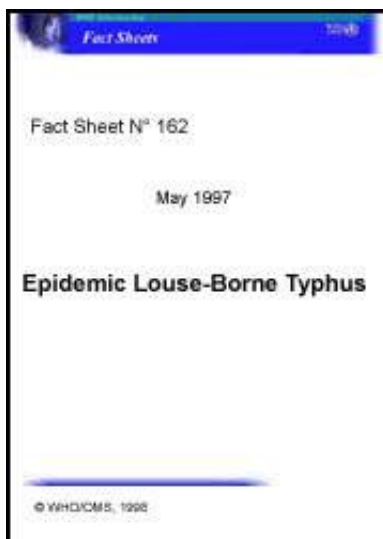 Fact Sheets
Fact Sheet N° 162
May 1997
Epidemic Louse-Borne Typhus
© WHO/OMS, 1998